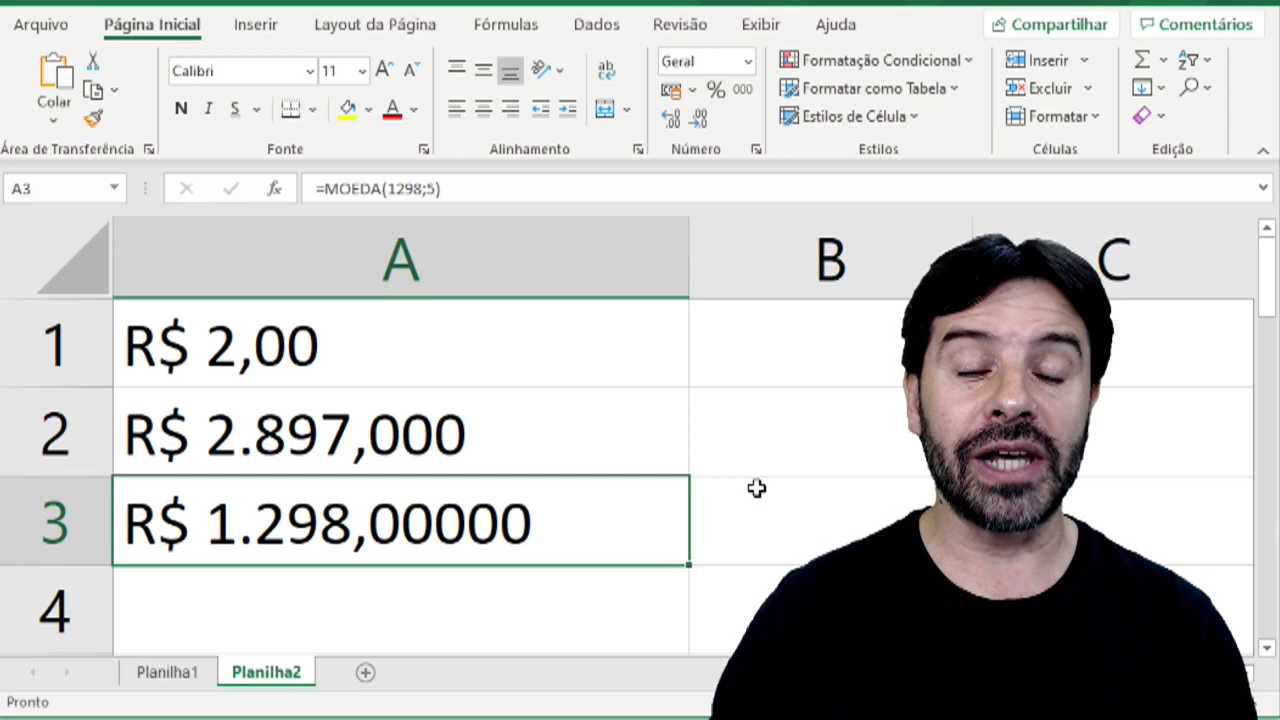 Arquivo Página Inicial Inserir Layout da Página Fórmulas Dados Revisão Exibir Ajuda Compartilhar Comentários
Colar
Calibri 11
N I S
A
ab
Geral
% 000
Formatação Condicional
Formatar como Tabela
Estilos de Célula
Inserir
Excluir
Formatar
Área de Transferência Fonte Alinhamento Número Estilos Células Edição
A3 fx =MOEDA(1298;5)
A B C
1 R$ 2,00
2 R$ 2.897,000
3 R$ 1.298,00000
4
Planilha1 Planilha2
Pronto